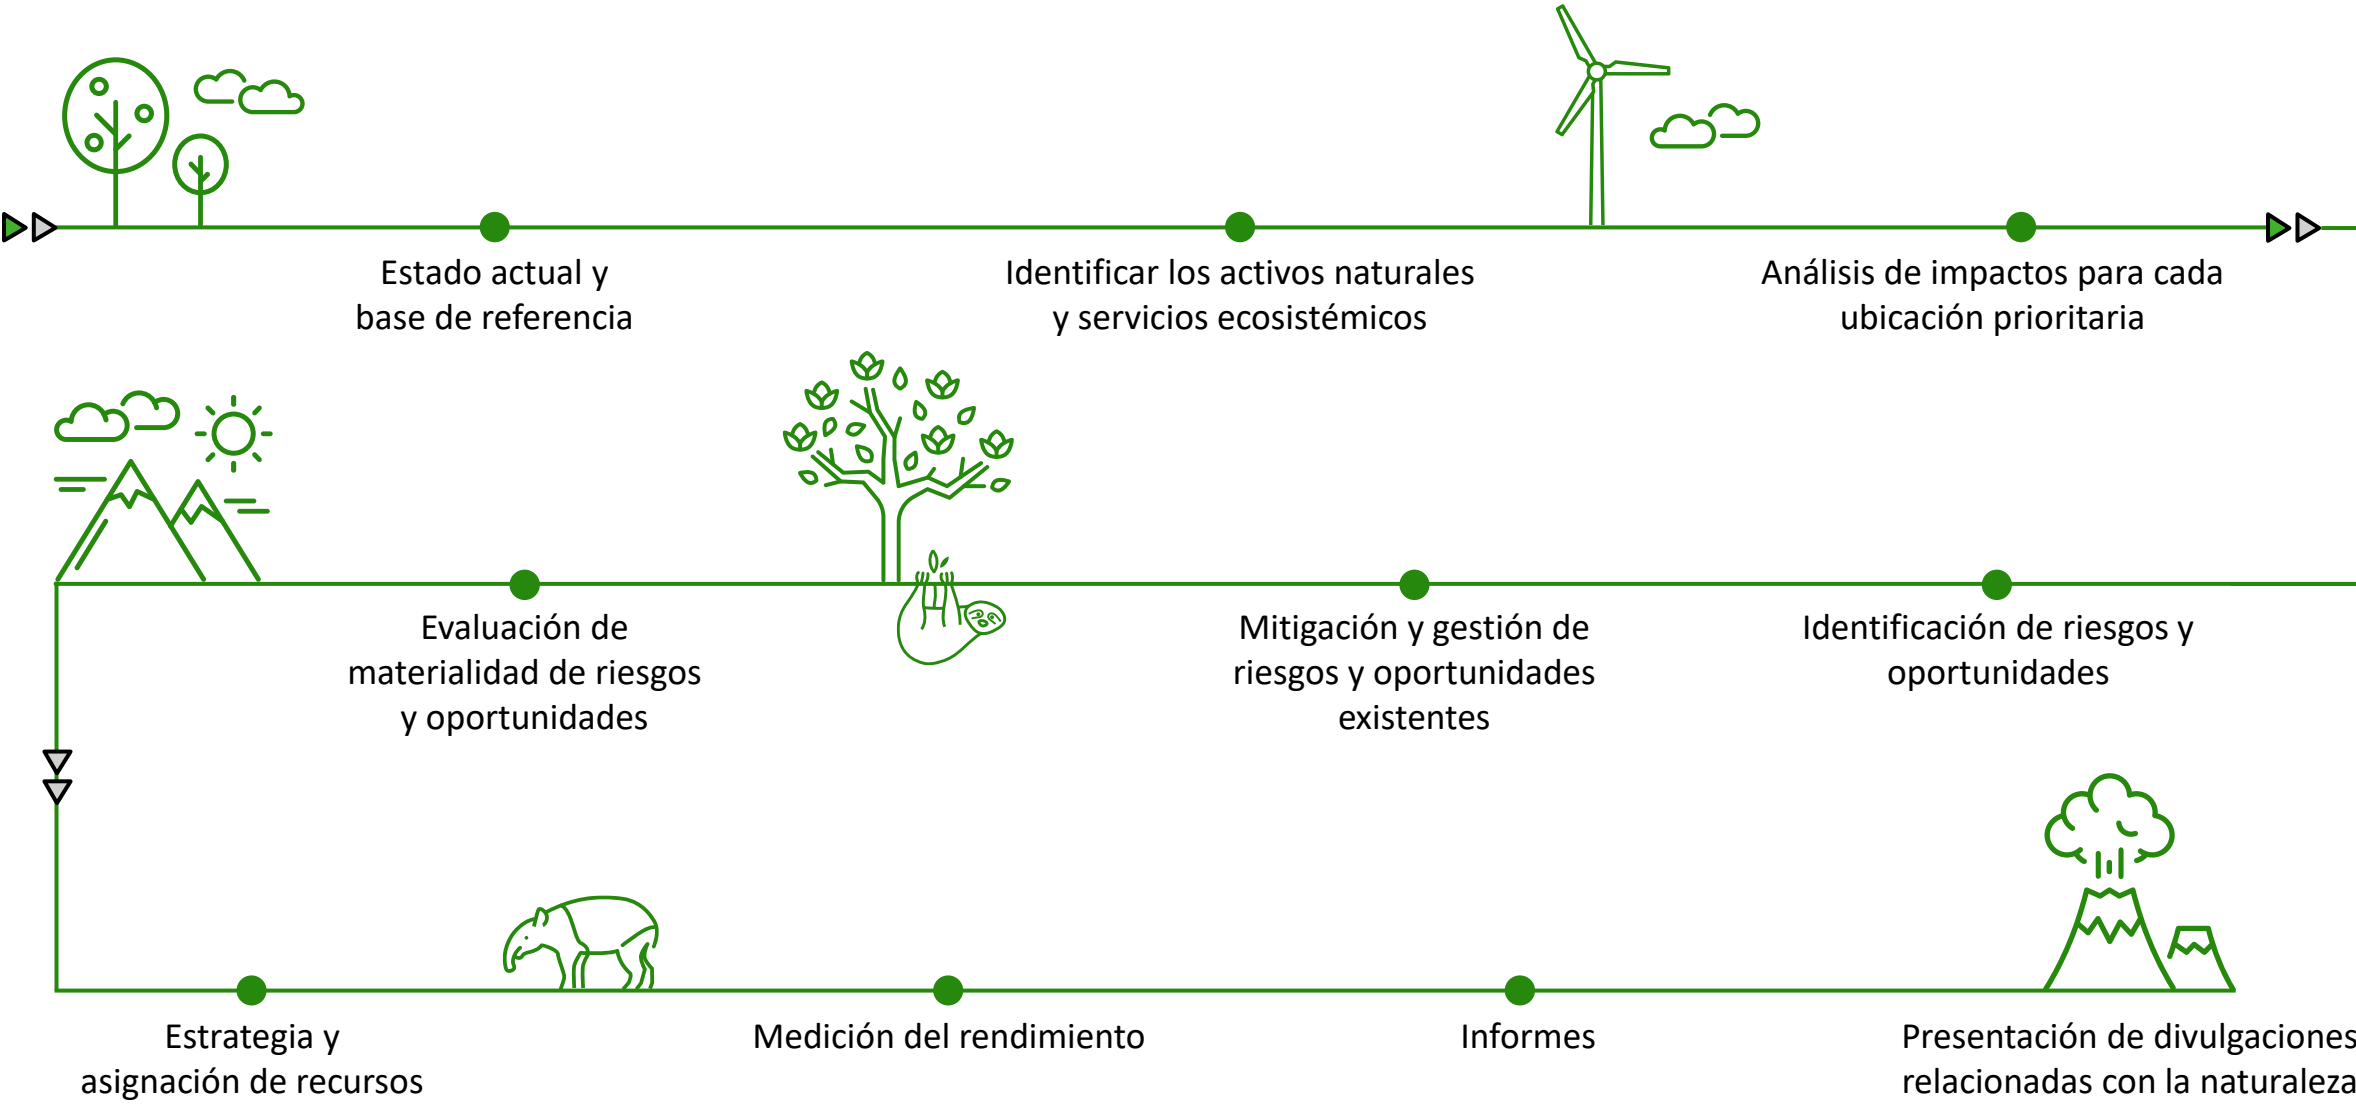 Estado actual y
base de referencia
Identificar los activos naturales
y servicios ecosistémicos
Análisis de impactos para cada
ubicación prioritaria
Evaluación de
materialidad de riesgos
y oportunidades
Mitigación y gestión de
riesgos y oportunidades
existentes
Identificación de riesgos y
oportunidades
Estrategia y
asignación de recursos
Medición del rendimiento
Informes
Presentación de divulgaciones
relacionadas con la naturaleza